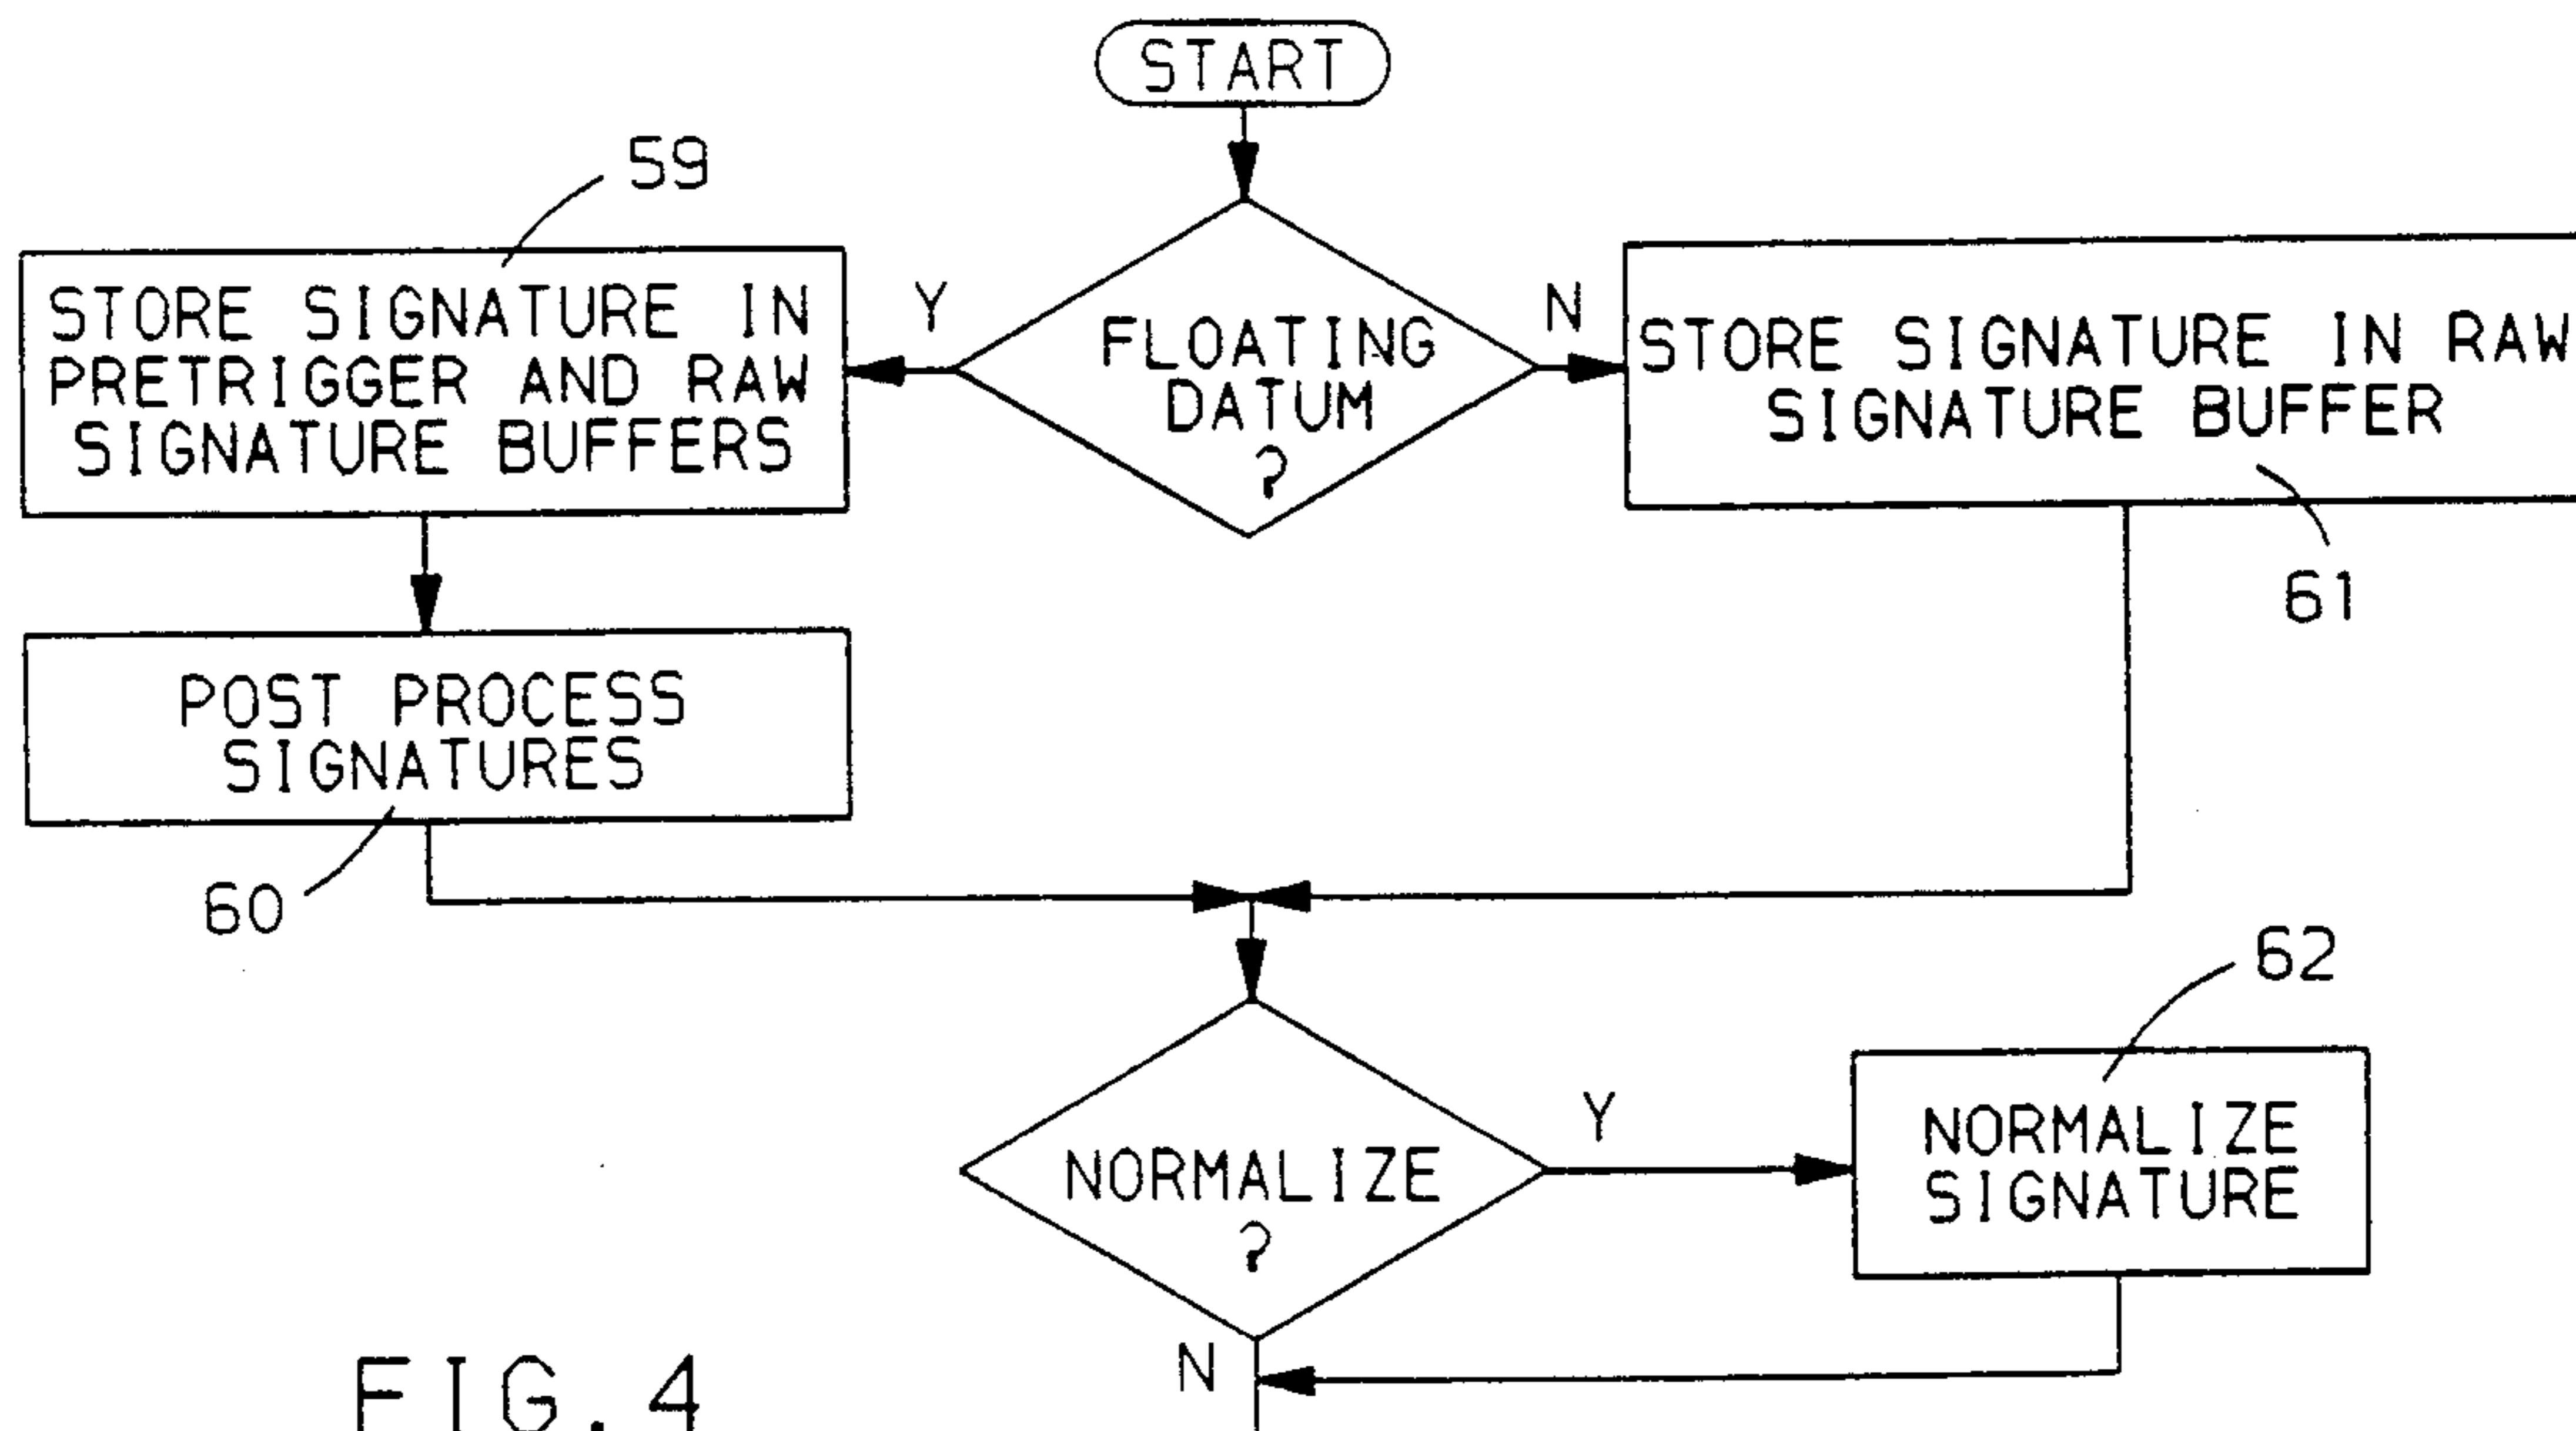 START
59
STORE SIGNATURE IN
PRETRIGGER AND RAW
SIGNATURE BUFFERS
Y
FLOATING
DATUM
?
N
STORE SIGNATURE IN RAW
SIGNATURE BUFFER
61
POST PROCESS
SIGNATURES
60
62
NORMALIZE
?
Y
NORMALIZE
SIGNATURE
N
FIG. 4